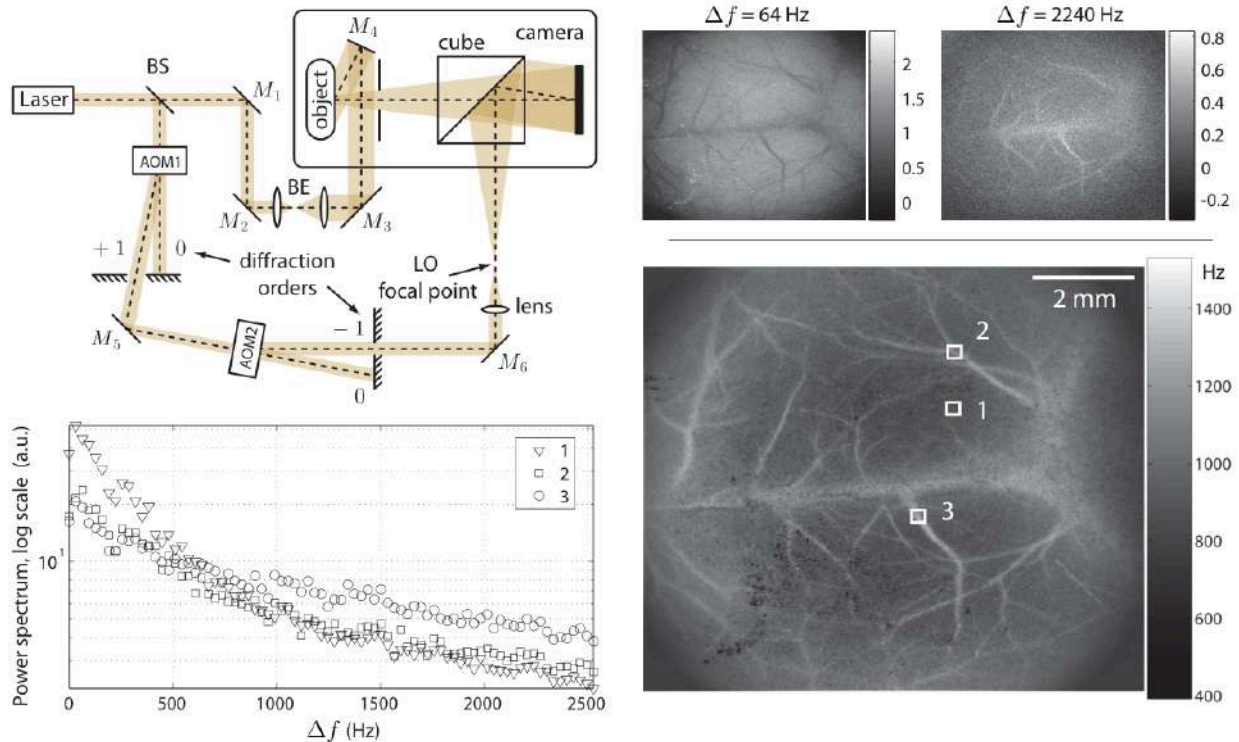 Laser
BS
M1
AOM1
M2
BE
M3
M4
object
cube
camera
+1
0
diffraction
orders
LO
focal point
lens
−1
M5
AOM2
0
M6
Power spectrum, log scale (a.u.)
10^1
1
2
3
0
500
1000
1500
2000
2500
Δf (Hz)
Δf = 64 Hz
2
1.5
1
0.5
0
Δf = 2240 Hz
0.8
0.6
0.4
0.2
0
-0.2
2 mm
2
1
3
Hz
1400
1200
1000
800
600
400